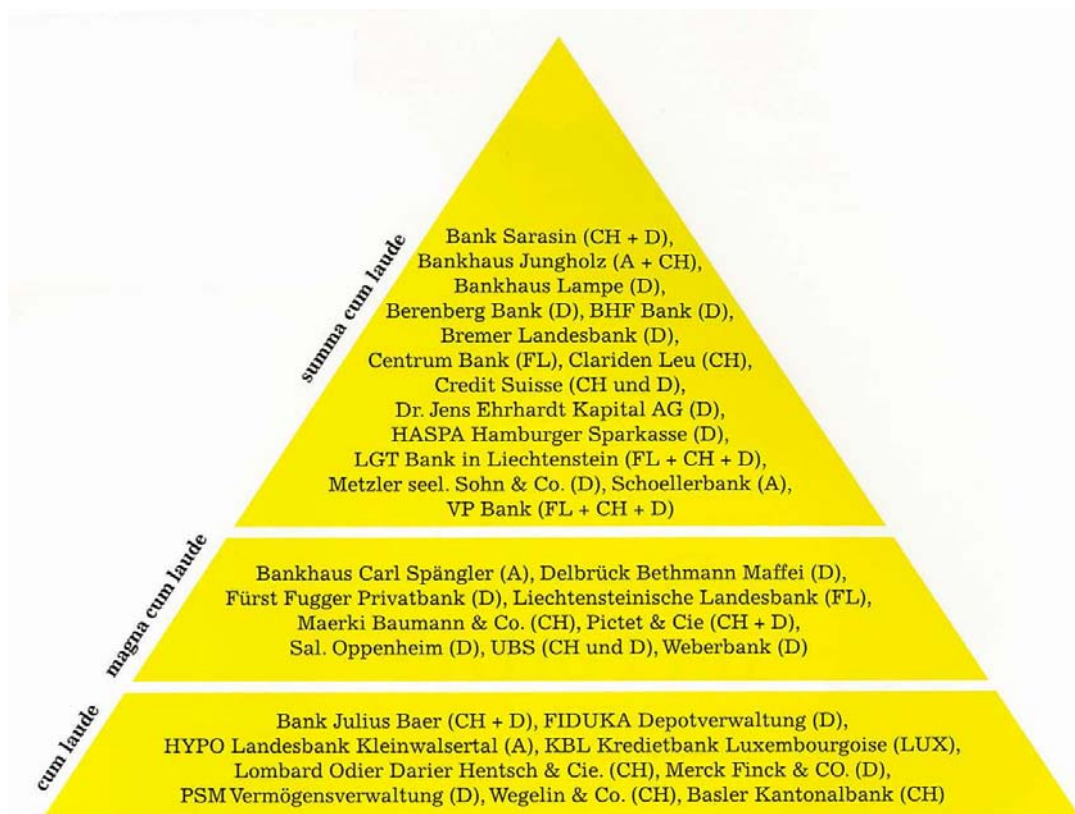 summa cum laude
Bank Sarasin (CH + D),
Bankhaus Jungholz (A + CH),
Bankhaus Lampe (D),
Berenberg Bank (D), BHF Bank (D),
Bremer Landesbank (D),
Centrum Bank (FL), Clariden Leu (CH),
Credit Suisse (CH und D),
Dr. Jens Ehrhardt Kapital AG (D),
HASPA Hamburger Sparkasse (D),
LGT Bank in Liechtenstein (FL + CH + D),
Metzler seel. Sohn & Co. (D), Schoellerbank (A),
VP Bank (FL + CH + D)
magna cum laude
Bankhaus Carl Spängler (A), Delbrück Bethmann Maffei (D),
Fürst Fugger Privatbank (D), Liechtensteinische Landesbank (FL),
Maerki Baumann & Co. (CH), Pictet & Cie (CH + D),
Sal. Oppenheim (D), UBS (CH und D), Weberbank (D)
cum laude
Bank Julius Baer (CH + D), FIDUKA Depotverwaltung (D),
HYPO Landesbank Kleinwalsertal (A), KBL Kredietbank Luxembourgoise (LUX),
Lombard Odier Darier Hentsch & Cie. (CH), Merck Finck & CO. (D),
PSM Vermögensverwaltung (D), Wegelin & Co. (CH), Basler Kantonalbank (CH)